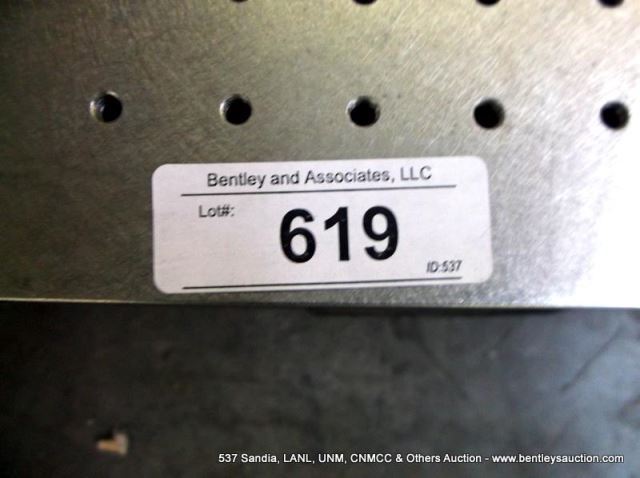 Bentley and Associates, LLC
Lot#:
619
ID:537
537 Sandia, LANL, UNM, CNMCC & Others Auction - www.bentleysauction.com